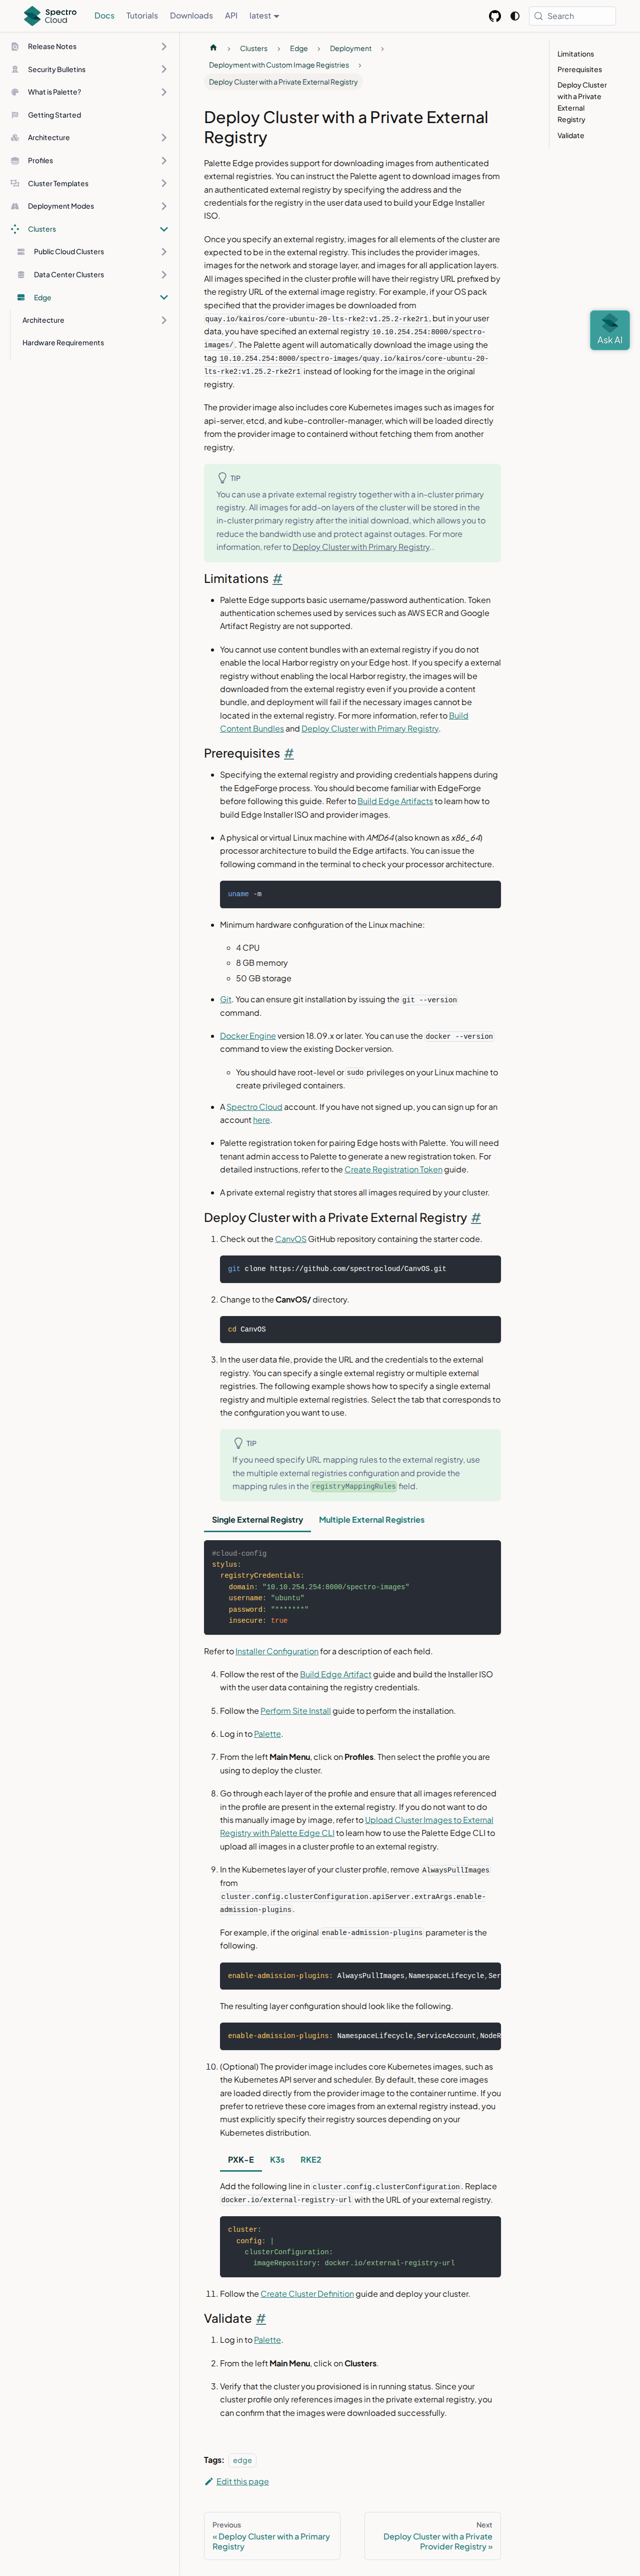 Spectro
Cloud
Docs
Tutorials
Downloads
API
latest
Search
Release Notes
Security Bulletins
What is Palette?
Getting Started
Architecture
Profiles
Cluster Templates
Deployment Modes
Clusters
Public Cloud Clusters
Data Center Clusters
Edge
Architecture
Hardware Requirements
Clusters
Edge
Deployment
Deployment with Custom Image Registries
Deploy Cluster with a Private External Registry
Deploy Cluster with a Private External
Registry
Palette Edge provides support for downloading images from authenticated
external registries. You can instruct the Palette agent to download images from
an authenticated external registry by specifying the address and the
credentials for the registry in the user data used to build your Edge Installer
ISO.
Once you specify an external registry, images for all elements of the cluster are
expected to be in the external registry. This includes the provider images,
images for the network and storage layer, and images for all application layers.
All images specified in the cluster profile will have their registry URL prefixed by
the registry URL of the external image registry. For example, if your OS pack
specified that the provider images be downloaded from
quay.io/kairos/core-ubuntu-20-lts-rke2:v1.25.2-rke2r1, but in your user
data, you have specified an external registry 10.10.254.254:8000/spectro-
images/. The Palette agent will automatically download the image using the
tag 10.10.254.254:8000/spectro-images/quay.io/kairos/core-ubuntu-20-
lts-rke2:v1.25.2-rke2r1 instead of looking for the image in the original
registry.
The provider image also includes core Kubernetes images such as images for
api-server, etcd, and kube-controller-manager, which will be loaded directly
from the provider image to containerd without fetching them from another
registry.
TIP
You can use a private external registry together with a in-cluster primary
registry. All images for add-on layers of the cluster will be stored in the
in-cluster primary registry after the initial download, which allows you to
reduce the bandwidth use and protect against outages. For more
information, refer to Deploy Cluster with Primary Registry..
Limitations #
• Palette Edge supports basic username/password authentication. Token
authentication schemes used by services such as AWS ECR and Google
Artifact Registry are not supported.
• You cannot use content bundles with an external registry if you do not
enable the local Harbor registry on your Edge host. If you specify a external
registry without enabling the local Harbor registry, the images will be
downloaded from the external registry even if you provide a content
bundle, and deployment will fail if the necessary images cannot be
located in the external registry. For more information, refer to Build
Content Bundles and Deploy Cluster with Primary Registry.
Prerequisites #
• Specifying the external registry and providing credentials happens during
the EdgeForge process. You should become familiar with EdgeForge
before following this guide. Refer to Build Edge Artifacts to learn how to
build Edge Installer ISO and provider images.
• A physical or virtual Linux machine with AMD64 (also known as x86_64)
processor architecture to build the Edge artifacts. You can issue the
following command in the terminal to check your processor architecture.
uname -m
• Minimum hardware configuration of the Linux machine:
◦ 4 CPU
◦ 8 GB memory
◦ 50 GB storage
• Git. You can ensure git installation by issuing the git --version
command.
• Docker Engine version 18.09.x or later. You can use the docker --version
command to view the existing Docker version.
◦ You should have root-level or sudo privileges on your Linux machine to
create privileged containers.
• A Spectro Cloud account. If you have not signed up, you can sign up for an
account here.
• Palette registration token for pairing Edge hosts with Palette. You will need
tenant admin access to Palette to generate a new registration token. For
detailed instructions, refer to the Create Registration Token guide.
• A private external registry that stores all images required by your cluster.
Deploy Cluster with a Private External Registry #
1. Check out the CanvOS GitHub repository containing the starter code.
git clone https://github.com/spectrocloud/CanvOS.git
2. Change to the CanvOS/ directory.
cd CanvOS
3. In the user data file, provide the URL and the credentials to the external
registry. You can specify a single external registry or multiple external
registries. The following example shows how to specify a single external
registry and multiple external registries. Select the tab that corresponds to
the configuration you want to use.
TIP
If you need specify URL mapping rules to the external registry, use
the multiple external registries configuration and provide the
mapping rules in the registryMappingRules field.
Single External Registry
Multiple External Registries
#cloud-config
stylus:
registryCredentials:
domain: "10.10.254.254:8000/spectro-images"
username: "ubuntu"
password: "*******"
insecure: true
Refer to Installer Configuration for a description of each field.
4. Follow the rest of the Build Edge Artifact guide and build the Installer ISO
with the user data containing the registry credentials.
5. Follow the Perform Site Install guide to perform the installation.
6. Log in to Palette.
7. From the left Main Menu, click on Profiles. Then select the profile you are
using to deploy the cluster.
8. Go through each layer of the profile and ensure that all images referenced
in the profile are present in the external registry. If you do not want to do
this manually image by image, refer to Upload Cluster Images to External
Registry with Palette Edge CLI to learn how to use the Palette Edge CLI to
upload all images in a cluster profile to an external registry.
9. In the Kubernetes layer of your cluster profile, remove AlwaysPullImages
from
cluster.config.clusterConfiguration.apiServer.extraArgs.enable-
admission-plugins.
For example, if the original enable-admission-plugins parameter is the
following.
enable-admission-plugins: AlwaysPullImages,NamespaceLifecycle,Ser
The resulting layer configuration should look like the following.
enable-admission-plugins: NamespaceLifecycle,ServiceAccount,NodeR
10. (Optional) The provider image includes core Kubernetes images, such as
the Kubernetes API server and scheduler. By default, these core images
are loaded directly from the provider image to the container runtime. If you
prefer to retrieve these core images from an external registry instead, you
must explicitly specify their registry sources depending on your
Kubernetes distribution.
PXK-E
K3s
RKE2
Add the following line in cluster.config.clusterConfiguration. Replace
docker.io/external-registry-url with the URL of your external registry.
cluster:
config: |
clusterConfiguration:
imageRepository: docker.io/external-registry-url
11. Follow the Create Cluster Definition guide and deploy your cluster.
Validate #
1. Log in to Palette.
2. From the left Main Menu, click on Clusters.
3. Verify that the cluster you provisioned is in running status. Since your
cluster profile only references images in the private external registry, you
can confirm that the images were downloaded successfully.
Tags: edge
Edit this page
Previous
« Deploy Cluster with a Primary
Registry
Next
Deploy Cluster with a Private
Provider Registry »
Limitations
Prerequisites
Deploy Cluster
with a Private
External
Registry
Validate
Ask AI